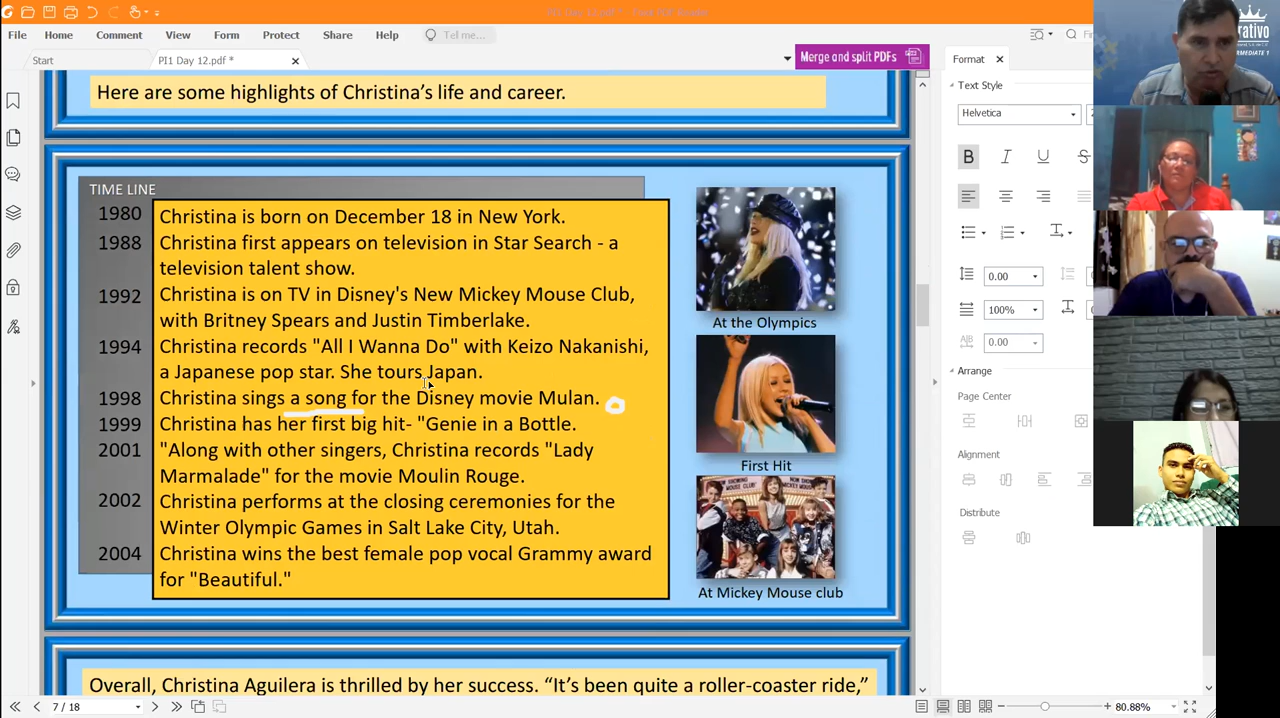 PI1 Day 12.pdf * - Foxit PDF Reader
File Home Comment View Form Protect Share Help Tell me...
Start
PI1 Day 12.pdf *
Merge and split PDFs
Here are some highlights of Christina's life and career.
TIME LINE
1980 Christina is born on December 18 in New York.
1988 Christina first appears on television in Star Search - a
television talent show.
1992 Christina is on TV in Disney's New Mickey Mouse Club,
with Britney Spears and Justin Timberlake.
1994 Christina records "All I Wanna Do" with Keizo Nakanishi,
a Japanese pop star. She tours Japan.
1998 Christina sings a song for the Disney movie Mulan.
1999 Christina has her first big hit- "Genie in a Bottle.
2001 "Along with other singers, Christina records "Lady
Marmalade" for the movie Moulin Rouge.
2002 Christina performs at the closing ceremonies for the
Winter Olympic Games in Salt Lake City, Utah.
2004 Christina wins the best female pop vocal Grammy award
for "Beautiful."
At the Olympics
First Hit
At Mickey Mouse club
Overall, Christina Aguilera is thrilled by her success. "It's been quite a roller-coaster ride,"
7 / 18
80.88%
Format
Text Style
Helvetica
B I U S
0.00
100%
0.00
Arrange
Page Center
Alignment
Distribute
rativo